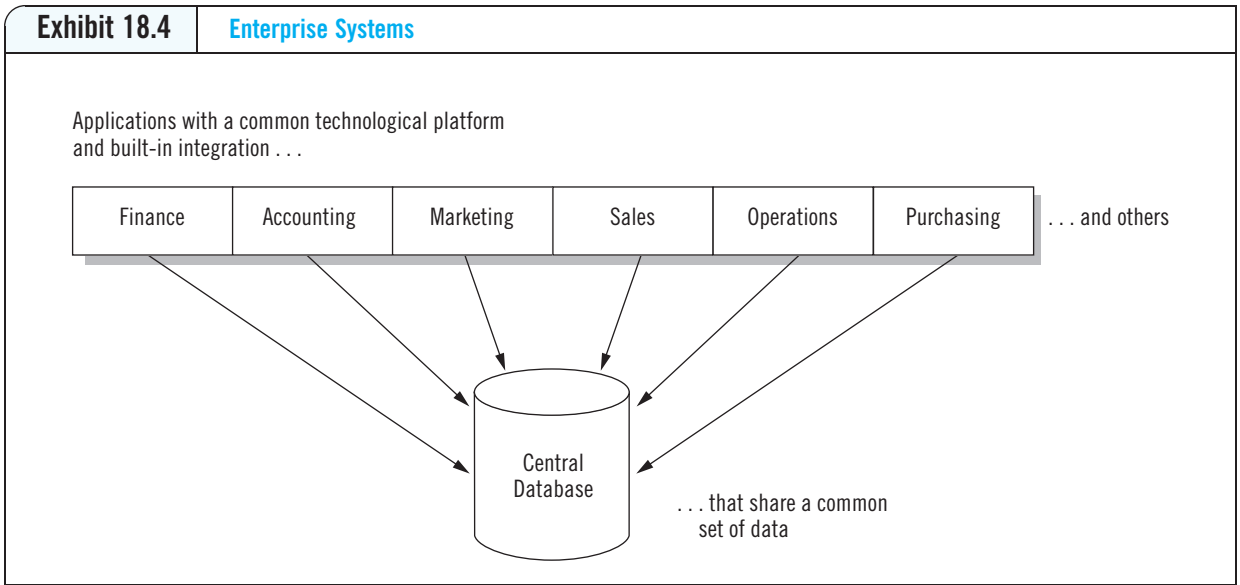 Exhibit 18.4
Enterprise Systems
Applications with a common technological platform
and built-in integration . . .
Finance
Accounting
Marketing
Sales
Operations
Purchasing
. . . and others
Central
Database
. . . that share a common
set of data